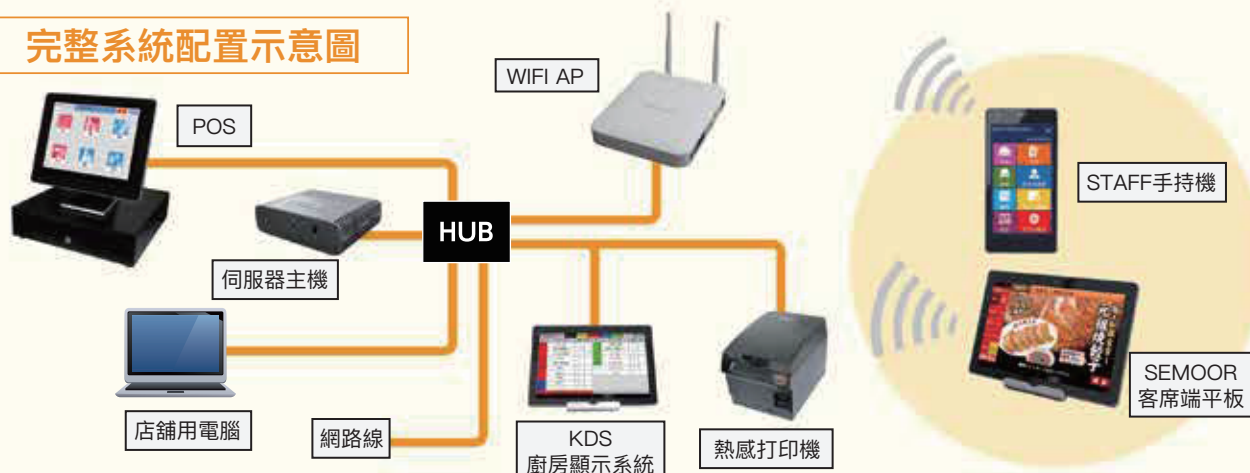 完整系統配置示意圖
WIFI AP
POS
STAFF手持機
HUB
伺服器主機
SEMOOR
客席端平板
店舖用電腦
網路線
KDS
廚房顯示系統
熱感打印機